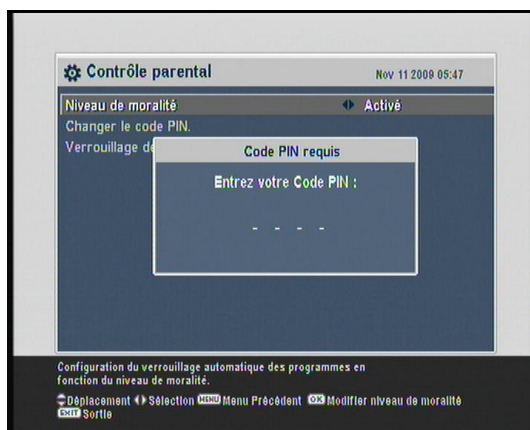 Contrôle parental
Nov 11 2009 05:47
Niveau de moralité Activé
Changer le code PIN.
Verrouillage de
Code PIN requis
Entrez votre Code PIN :
- - - -
Configuration du verrouillage automatique des programmes en
fonction du niveau de moralité.
Déplacement Sélection MENU Menu Précédent OK Modifier niveau de moralité
EXIT Sortie